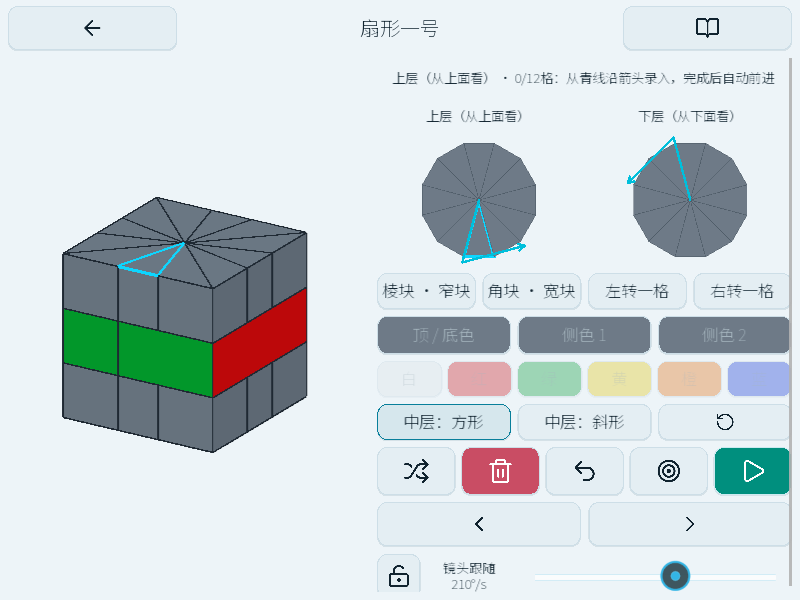 扇形一号
上层（从上面看） · 0/12格：从青线沿箭头录入，完成后自动前进
上层（从上面看）
下层（从下面看）
棱块 · 窄块
角块 · 宽块
左转一格
右转一格
顶/底色
侧色1
侧色2
白
黄
橙
中层：方形
中层：斜形
镜头跟随
210°/s